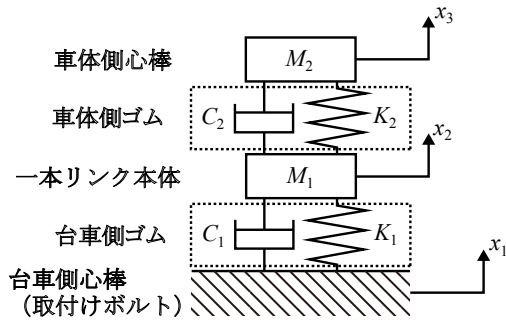 x₃
車体側心棒 M₂
車体側ゴム C₂ K₂
x₂
一本リンク本体 M₁
台車側ゴム C₁ K₁
x₁
台車側心棒
（取付けボルト）